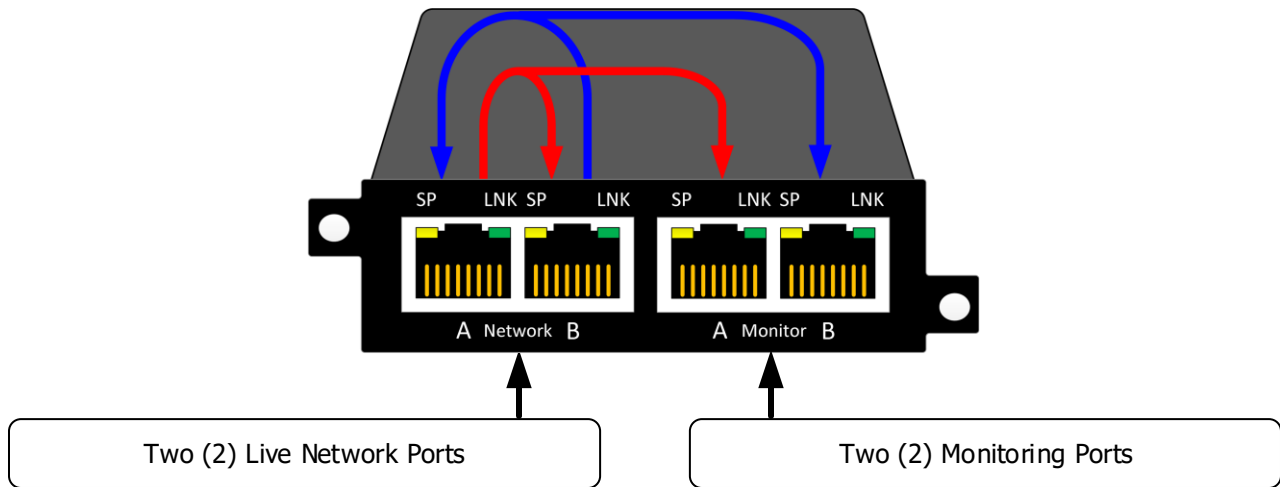 SP LNK SP LNK SP LNK SP LNK
A Network B A Monitor B
Two (2) Live Network Ports Two (2) Monitoring Ports